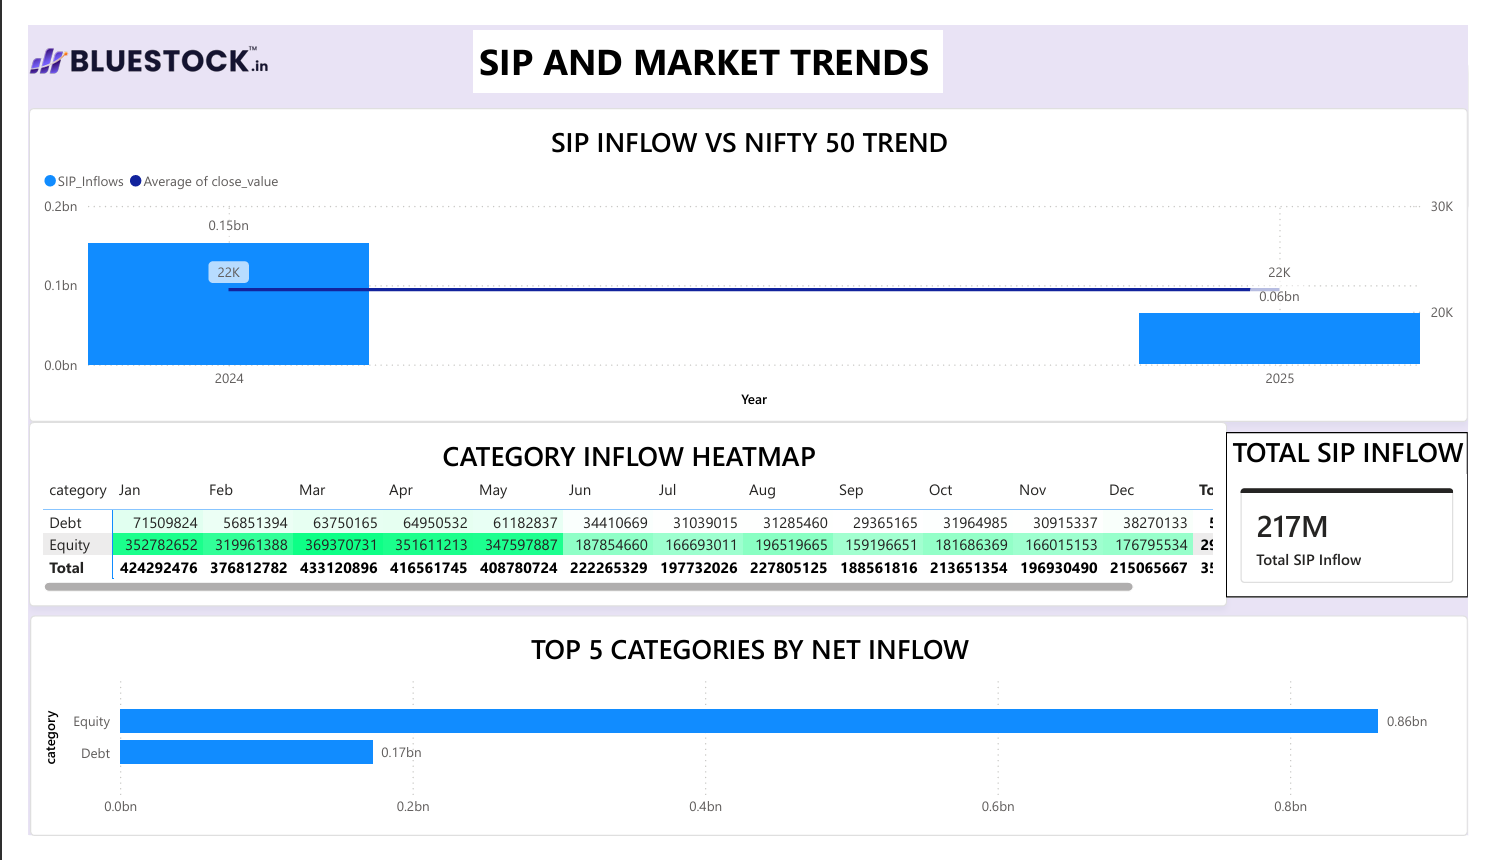 BLUESTOCK™.in
SIP AND MARKET TRENDS
SIP INFLOW VS NIFTY 50 TREND
SIP_Inflows Average of close_value
0.2bn 30K
0.15bn
22K 22K
0.1bn
0.06bn
20K
0.0bn
2024 2025
Year
CATEGORY INFLOW HEATMAP
category Jan Feb Mar Apr May Jun Jul Aug Sep Oct Nov Dec To
Debt 71509824 56851394 63750165 64950532 61182837 34410669 31039015 31285460 29365165 31964985 30915337 38270133 5
Equity 352782652 319961388 369370731 351611213 347597887 187854660 166693011 196519665 159196651 181686369 166015153 176795534 29
Total 424292476 376812782 433120896 416561745 408780724 222265329 197732026 227805125 188561816 213651354 196930490 215065667 35
TOTAL SIP INFLOW
217M
Total SIP Inflow
TOP 5 CATEGORIES BY NET INFLOW
category
Equity 0.86bn
Debt 0.17bn
0.0bn 0.2bn 0.4bn 0.6bn 0.8bn